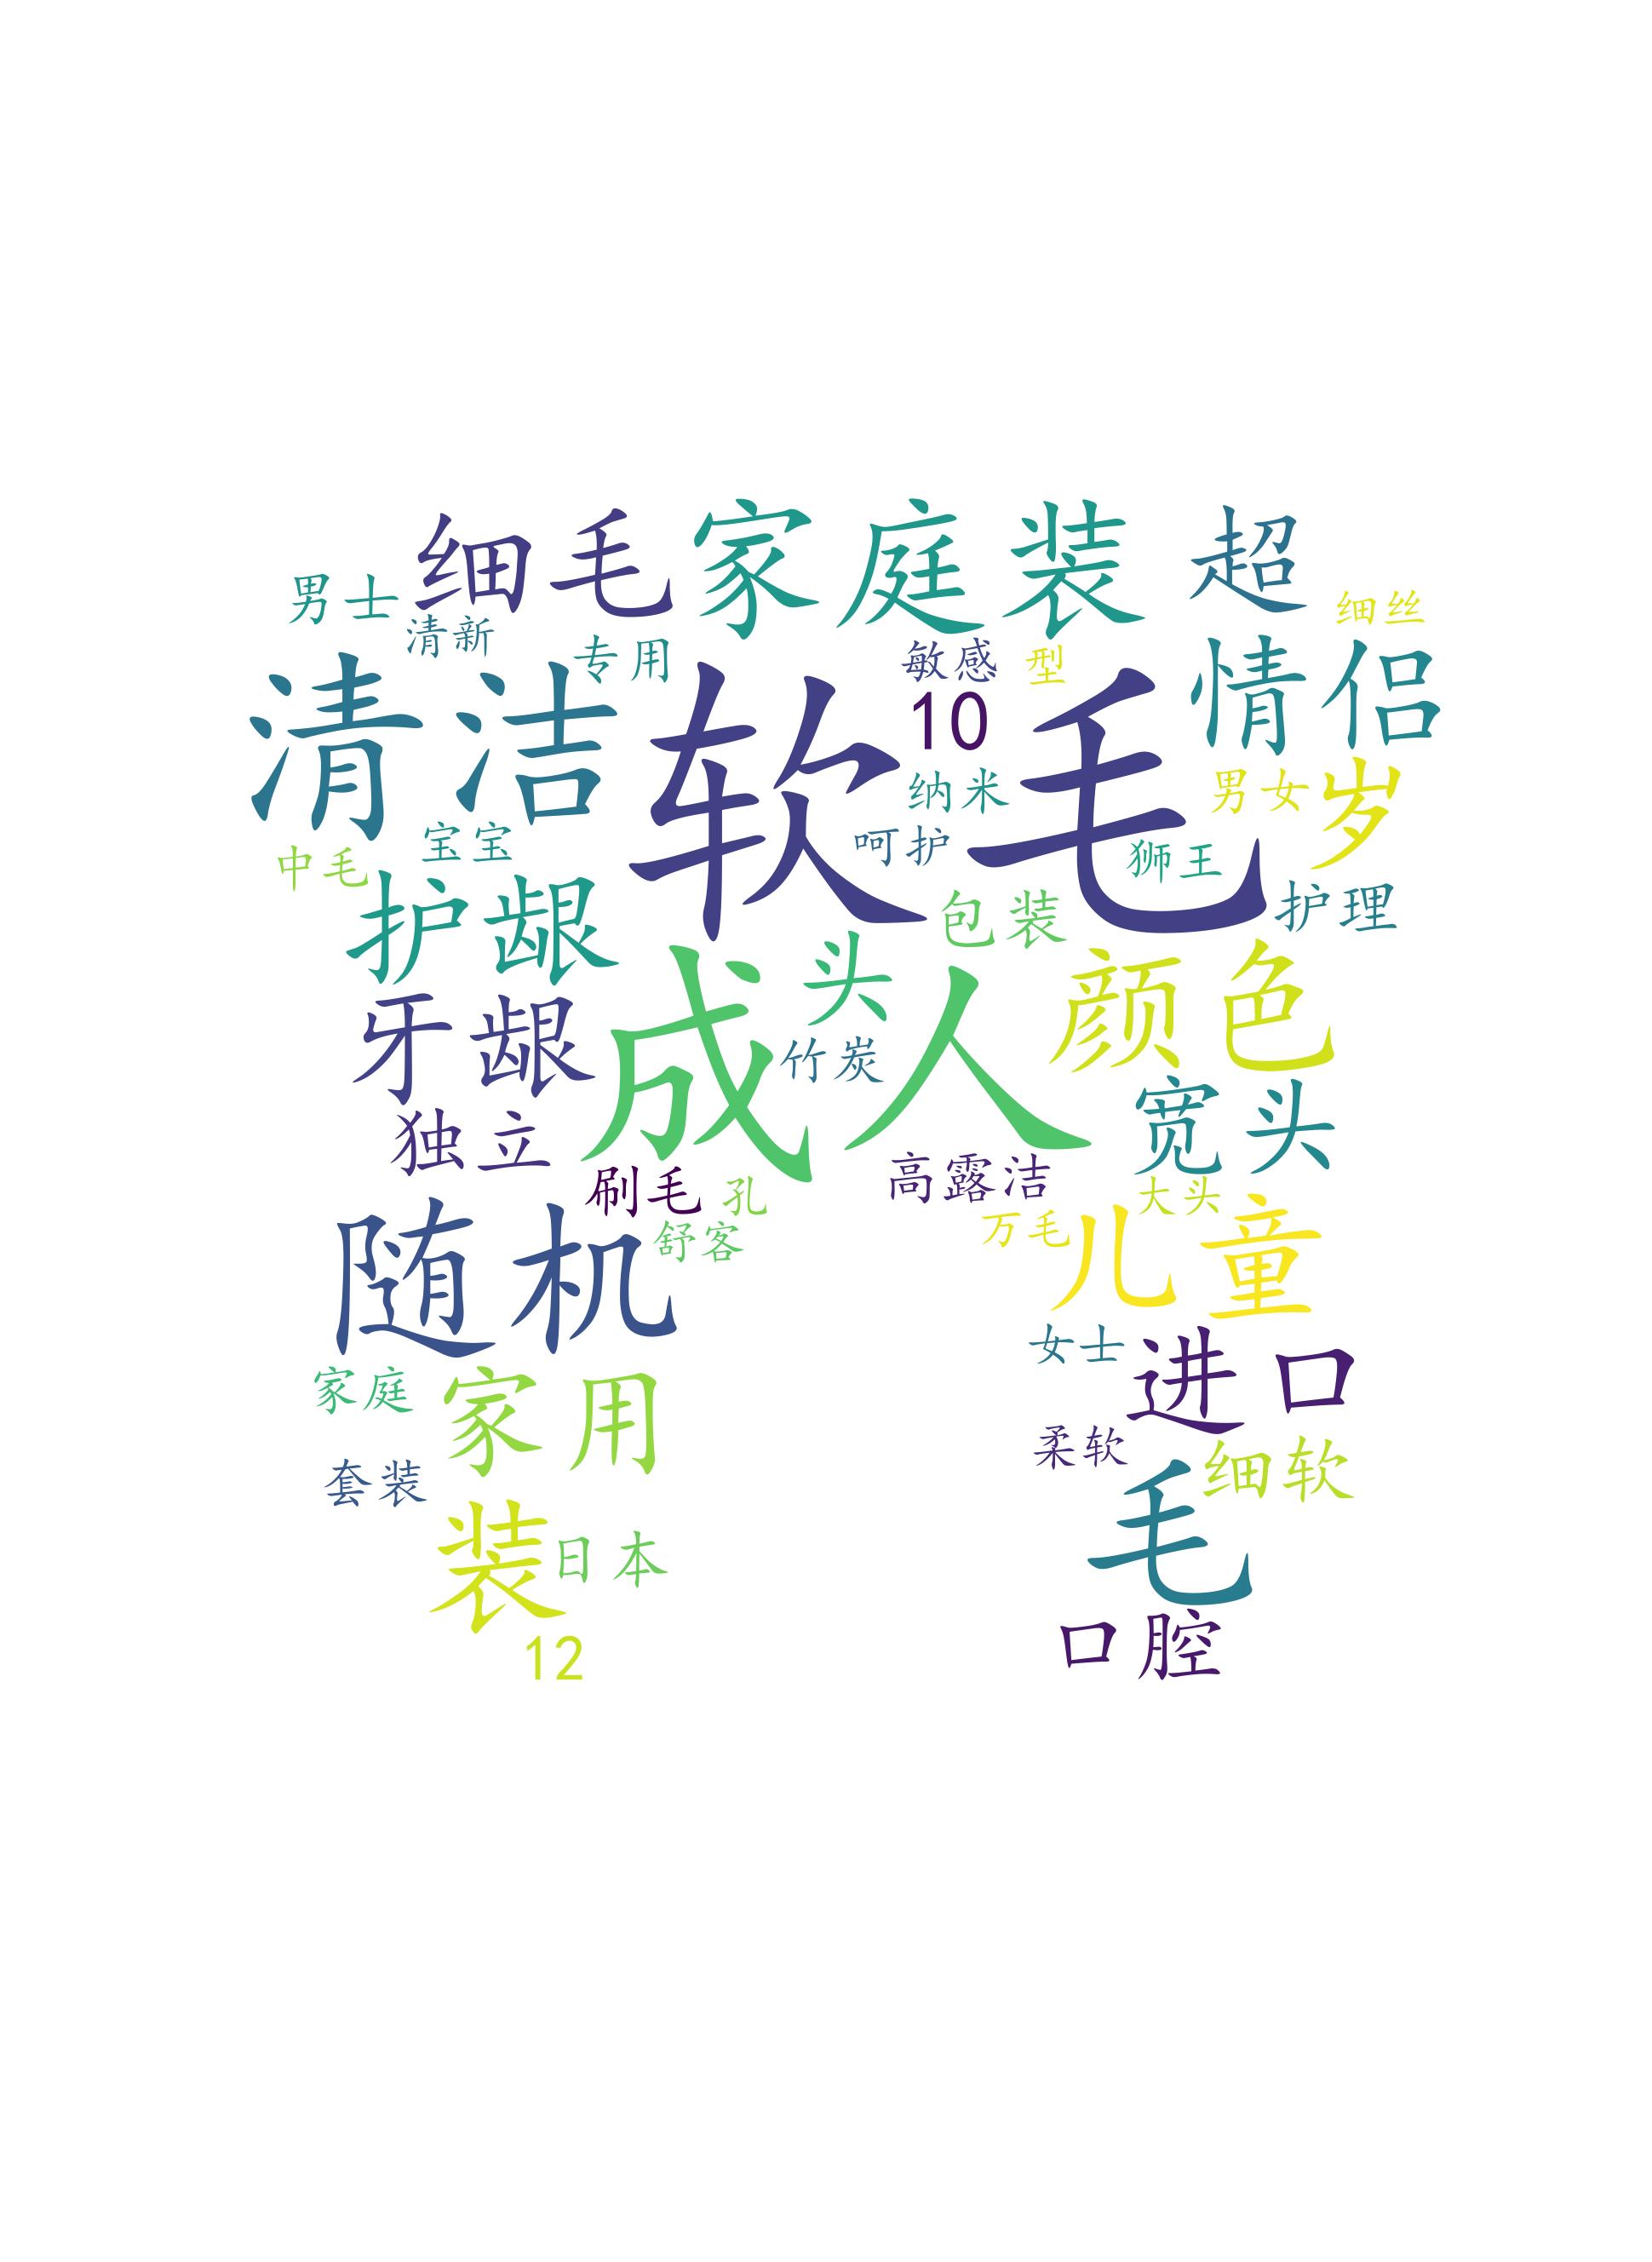 细毛 家庭装 超
男士 细丝
清新 专用 敏感 型
清洁 软毛 10 情侣
纳米 男女 岁
中毛 宝宝 呵护 狮王
护龈 包装 护理
成人 头 颜色
牙龈 竹炭
独立 宽头
刷毛 孔 高露洁 大头
随机 舒客 万毛 儿童
女士 进口
家庭 家用
柔软 细软
套装 毛
装 日本
12 口腔